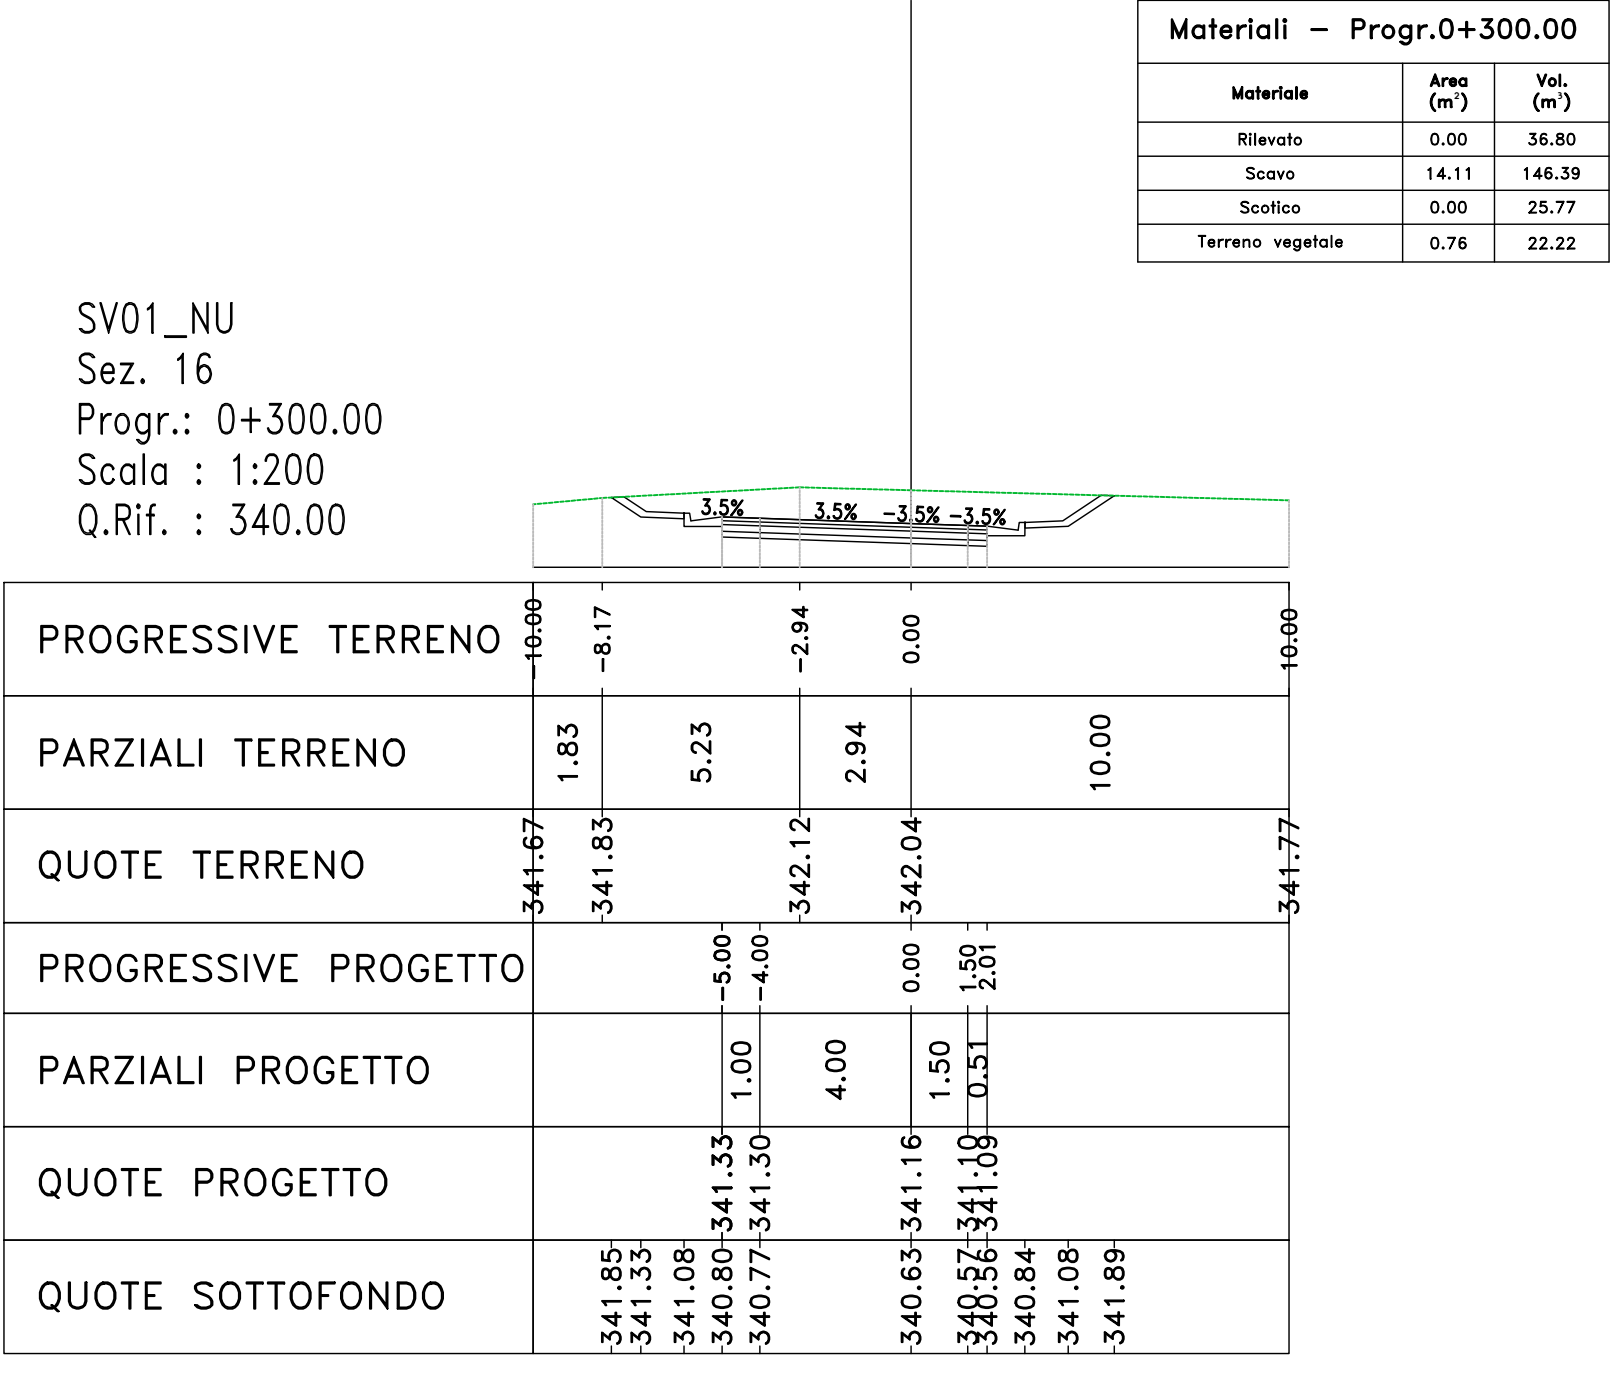 Materiali - Progr.0+300.00
Materiale Area (m²) Vol. (m³)
Rilevato 0.00 36.80
Scavo 14.11 146.39
Scotico 0.00 25.77
Terreno vegetale 0.76 22.22
SV01_NU
Sez. 16
Progr.: 0+300.00
Scala : 1:200
Q.Rif. : 340.00
3.5% 3.5% -3.5% -3.5%
PROGRESSIVE TERRENO -10.00 -8.17 -2.94 0.00 10.00
PARZIALI TERRENO 1.83 5.23 2.94 10.00
QUOTE TERRENO 341.67 341.83 342.12 342.04 341.77
PROGRESSIVE PROGETTO -5.00 -4.00 0.00 1.50 2.01
PARZIALI PROGETTO 1.00 4.00 1.50 0.51
QUOTE PROGETTO 341.33 341.30 341.16 341.10 341.09
QUOTE SOTTOFONDO 341.85 341.33 341.08 340.80 340.77 340.63 340.57 340.56 340.84 341.08 341.89